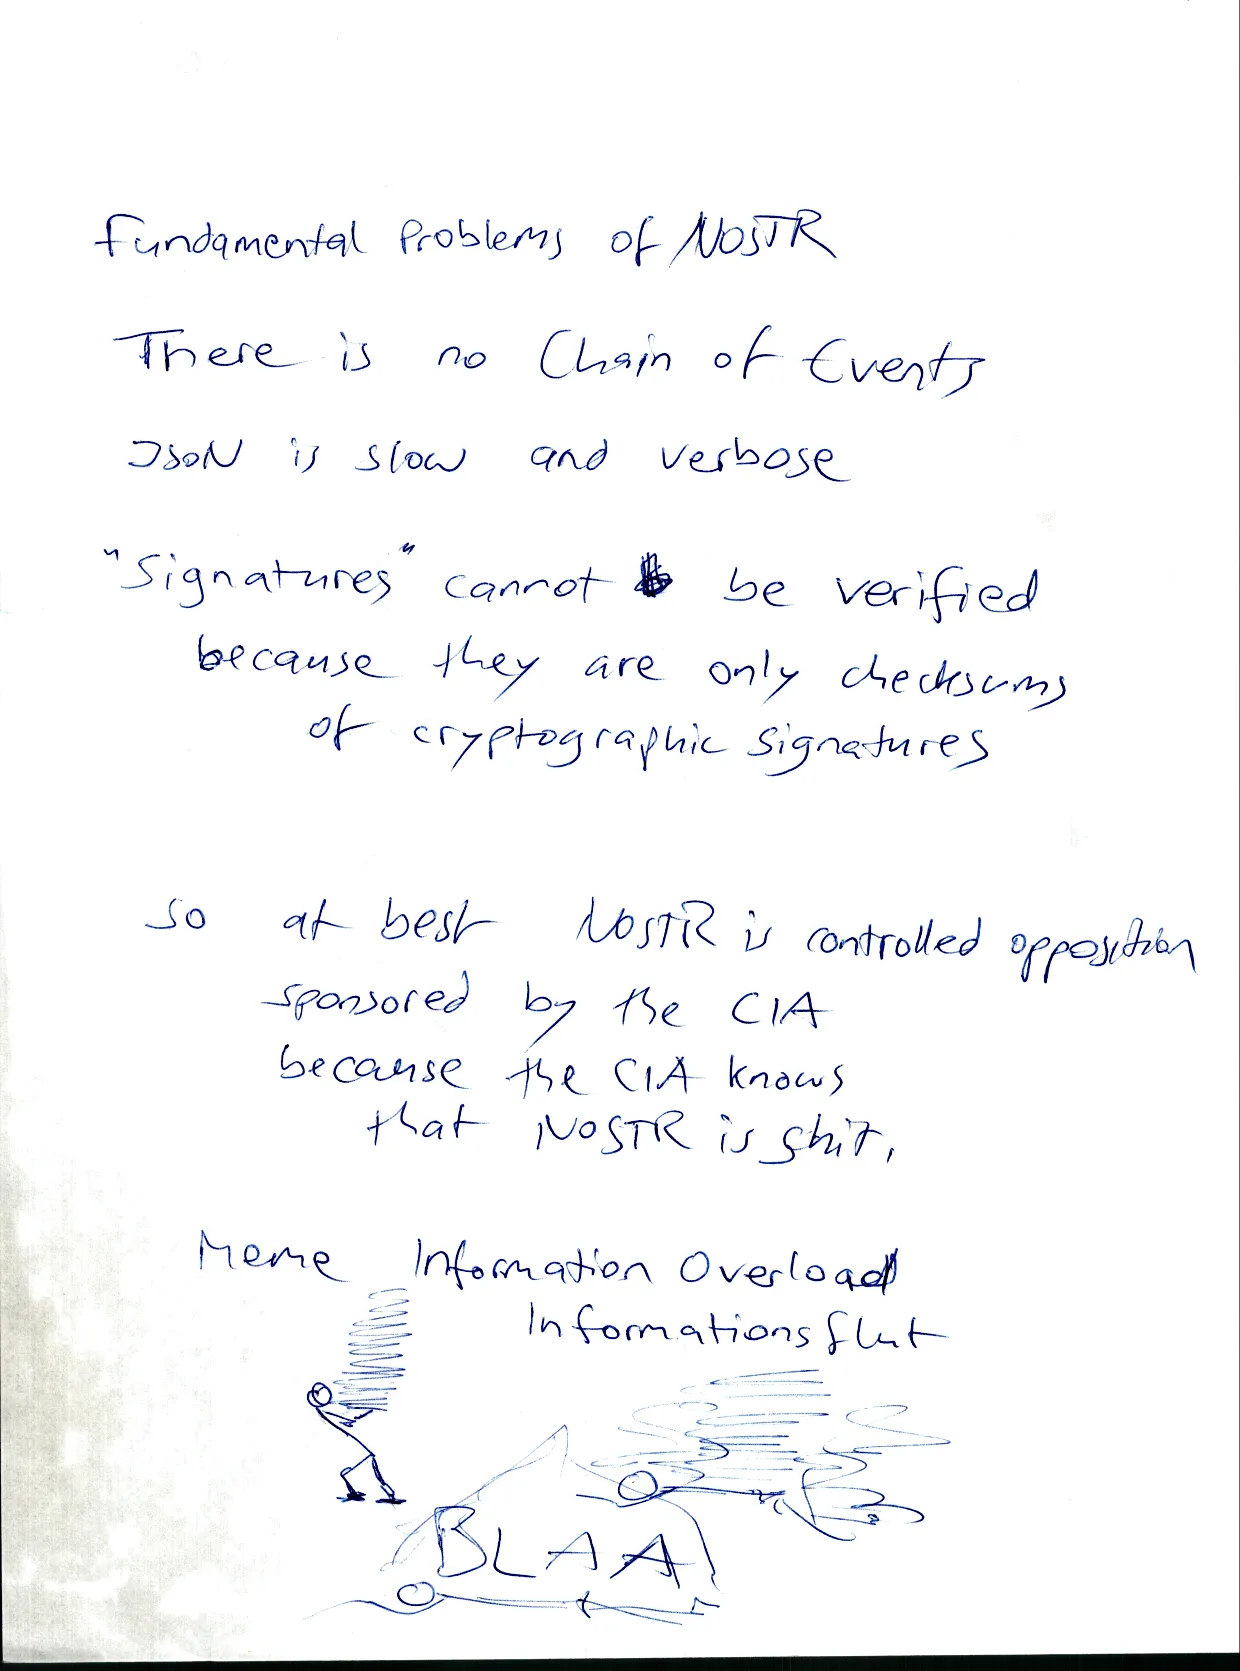 Fundamental Problems of NOSTR
There is no Chain of Events
JSON is slow and verbose
"Signatures" cannot be verified
because they are only checksums
of cryptographic signatures
so at best NOSTR is controlled opposition
sponsored by the CIA
because the CIA knows
that NOSTR is shit.
Meme Information Overload
Informationsflut
BLAA